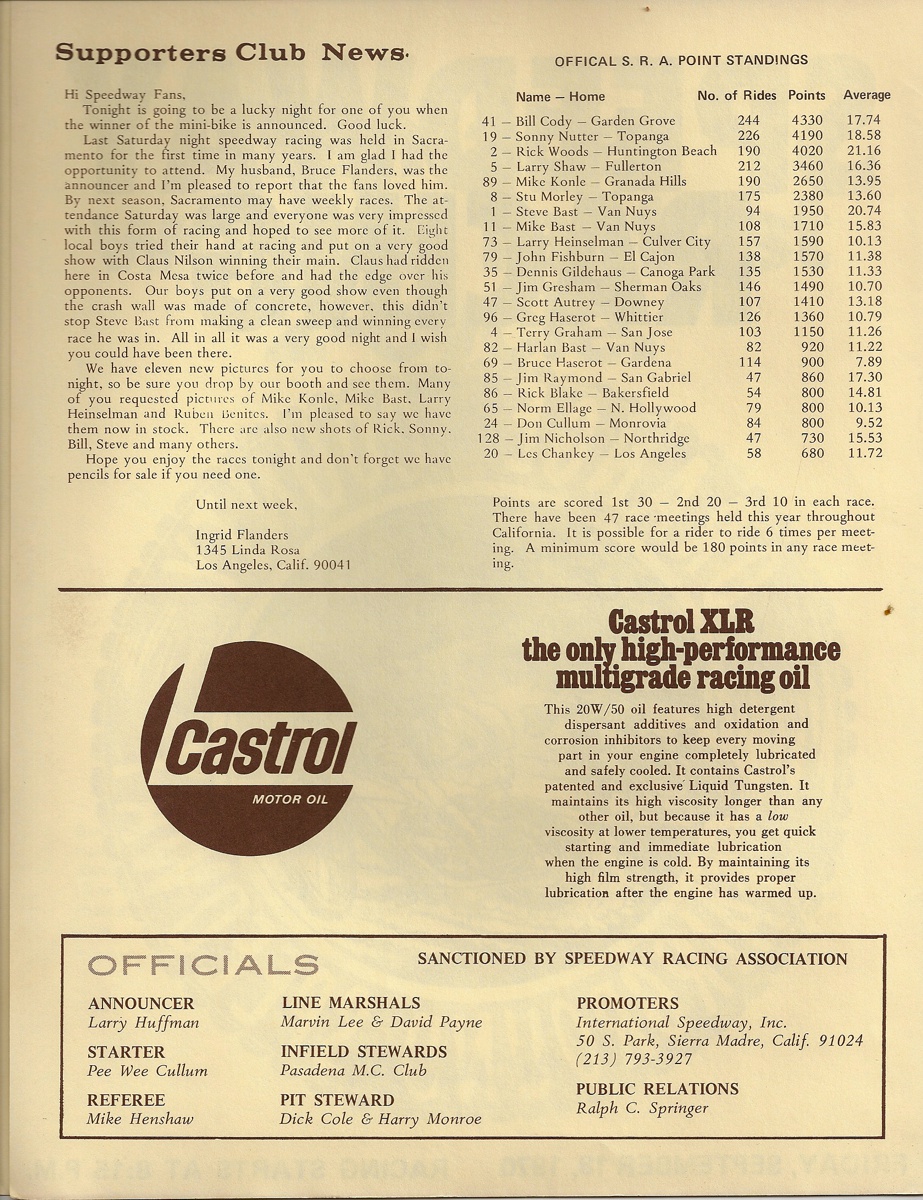 Supporters Club News.
Hi Speedway Fans,
Tonight is going to be a lucky night for one of you when
the winner of the mini-bike is announced. Good luck.
Last Saturday night speedway racing was held in Sacra-
mento for the first time in many years. I am glad I had the
opportunity to attend. My husband, Bruce Flanders, was the
announcer and I'm pleased to report that the fans loved him.
By next season, Sacramento may have weekly races. The at-
tendance Saturday was large and everyone was very impressed
with this form of racing and hoped to see more of it. Eight
local boys tried their hand at racing and put on a very good
show with Claus Nilson winning their main. Claus had ridden
here in Costa Mesa twice before and had the edge over his
opponents. Our boys put on a very good show even though
the crash wall was made of concrete, however, this didn't
stop Steve Bast from making a clean sweep and winning every
race he was in. All in all it was a very good night and I wish
you could have been there.
We have eleven new pictures for you to choose from to-
night, so be sure you drop by our booth and see them. Many
of you requested pictures of Mike Konle, Mike Bast, Larry
Heinselman and Ruben Benites. I'm pleased to say we have
them now in stock. There are also new shots of Rick, Sonny,
Bill, Steve and many others.
Hope you enjoy the races tonight and don't forget we have
pencils for sale if you need one.
Until next week,
Ingrid Flanders
1345 Linda Rosa
Los Angeles, Calif. 90041
OFFICAL S. R. A. POINT STANDINGS
Name – Home No. of Rides Points Average
41 – Bill Cody – Garden Grove 244 4330 17.74
19 – Sonny Nutter – Topanga 226 4190 18.58
2 – Rick Woods – Huntington Beach 190 4020 21.16
5 – Larry Shaw – Fullerton 212 3460 16.36
89 – Mike Konle – Granada Hills 190 2650 13.95
8 – Stu Morley – Topanga 175 2380 13.60
1 – Steve Bast – Van Nuys 94 1950 20.74
11 – Mike Bast – Van Nuys 108 1710 15.83
73 – Larry Heinselman – Culver City 157 1590 10.13
79 – John Fishburn – El Cajon 138 1570 11.38
35 – Dennis Gildehaus – Canoga Park 135 1530 11.33
51 – Jim Gresham – Sherman Oaks 146 1490 10.70
47 – Scott Autrey – Downey 107 1410 13.18
96 – Greg Haserot – Whittier 126 1360 10.79
4 – Terry Graham – San Jose 103 1150 11.26
82 – Harlan Bast – Van Nuys 82 920 11.22
69 – Bruce Haserot – Gardena 114 900 7.89
85 – Jim Raymond – San Gabriel 47 860 17.30
86 – Rick Blake – Bakersfield 54 800 14.81
65 – Norm Ellage – N. Hollywood 79 800 10.13
24 – Don Cullum – Monrovia 84 800 9.52
128 – Jim Nicholson – Northridge 47 730 15.53
20 – Les Chankey – Los Angeles 58 680 11.72
Points are scored 1st 30 – 2nd 20 – 3rd 10 in each race.
There have been 47 race meetings held this year throughout
California. It is possible for a rider to ride 6 times per meet-
ing. A minimum score would be 180 points in any race meet-
ing.
Castrol
MOTOR OIL
Castrol XLR
the only high-performance
multigrade racing oil
This 20W/50 oil features high detergent
dispersant additives and oxidation and
corrosion inhibitors to keep every moving
part in your engine completely lubricated
and safely cooled. It contains Castrol's
patented and exclusive Liquid Tungsten. It
maintains its high viscosity longer than any
other oil, but because it has a low
viscosity at lower temperatures, you get quick
starting and immediate lubrication
when the engine is cold. By maintaining its
high film strength, it provides proper
lubrication after the engine has warmed up.
OFFICIALS
SANCTIONED BY SPEEDWAY RACING ASSOCIATION
ANNOUNCER
Larry Huffman
STARTER
Pee Wee Cullum
REFEREE
Mike Henshaw
LINE MARSHALS
Marvin Lee & David Payne
INFIELD STEWARDS
Pasadena M.C. Club
PIT STEWARD
Dick Cole & Harry Monroe
PROMOTERS
International Speedway, Inc.
50 S. Park, Sierra Madre, Calif. 91024
(213) 793-3927
PUBLIC RELATIONS
Ralph C. Springer